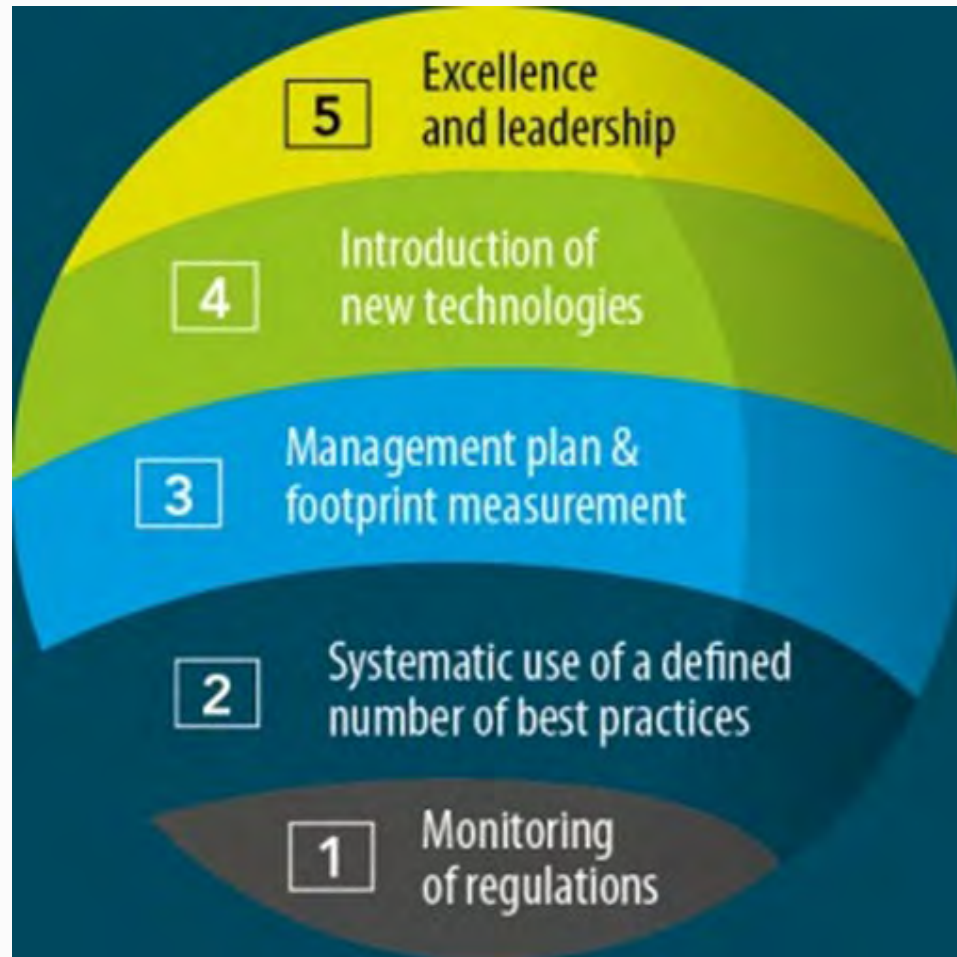 5
Excellence
and leadership
4
Introduction of
new technologies
3
Management plan &
footprint measurement
2
Systematic use of a defined
number of best practices
1
Monitoring
of regulations